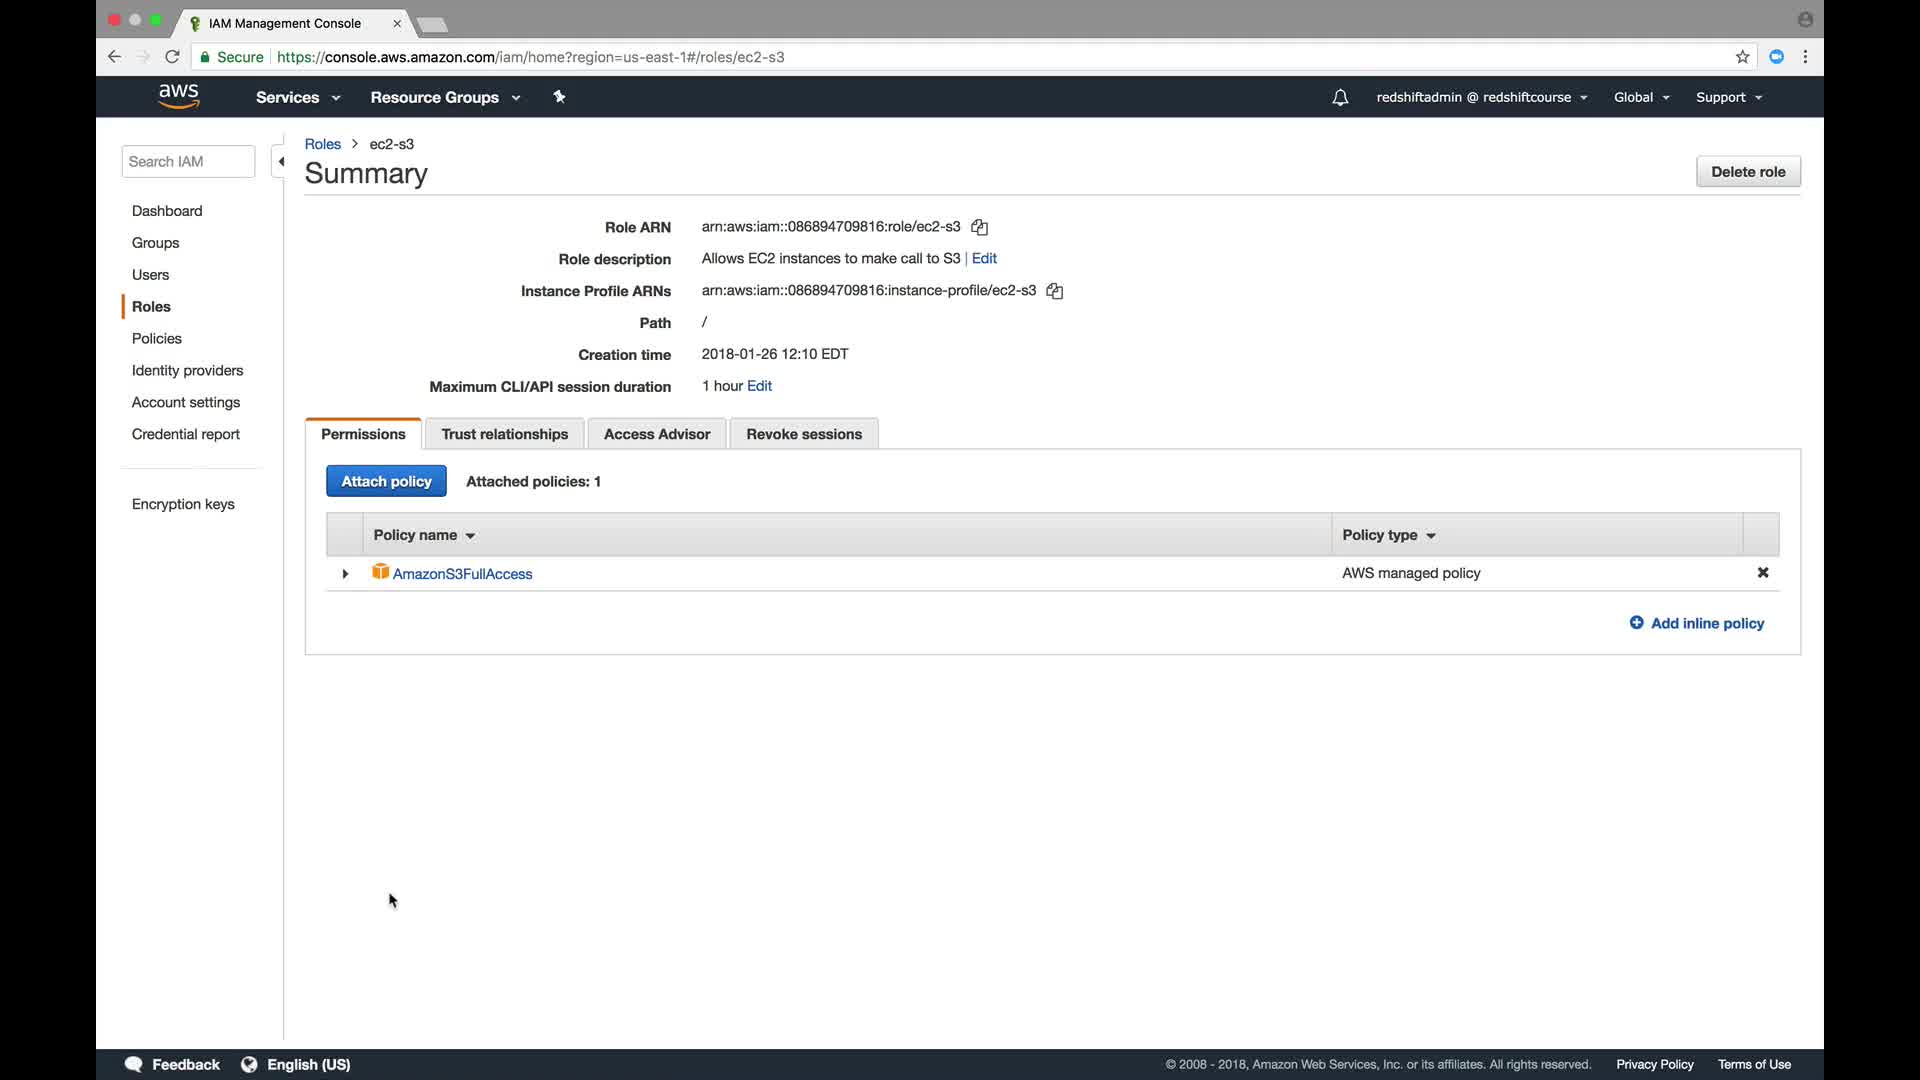 IAM Management Console
Secure https://console.aws.amazon.com/iam/home?region=us-east-1#/roles/ec2-s3
aws Services Resource Groups redshiftadmin @ redshiftcourse Global Support
Search IAM
Dashboard
Groups
Users
Roles
Policies
Identity providers
Account settings
Credential report
Encryption keys
Roles > ec2-s3
Summary
Delete role
Role ARN arn:aws:iam::086894709816:role/ec2-s3
Role description Allows EC2 instances to make call to S3 | Edit
Instance Profile ARNs arn:aws:iam::086894709816:instance-profile/ec2-s3
Path /
Creation time 2018-01-26 12:10 EDT
Maximum CLI/API session duration 1 hour Edit
Permissions Trust relationships Access Advisor Revoke sessions
Attach policy Attached policies: 1
Policy name Policy type
AmazonS3FullAccess AWS managed policy
Add inline policy
Feedback English (US) © 2008 - 2018, Amazon Web Services, Inc. or its affiliates. All rights reserved. Privacy Policy Terms of Use